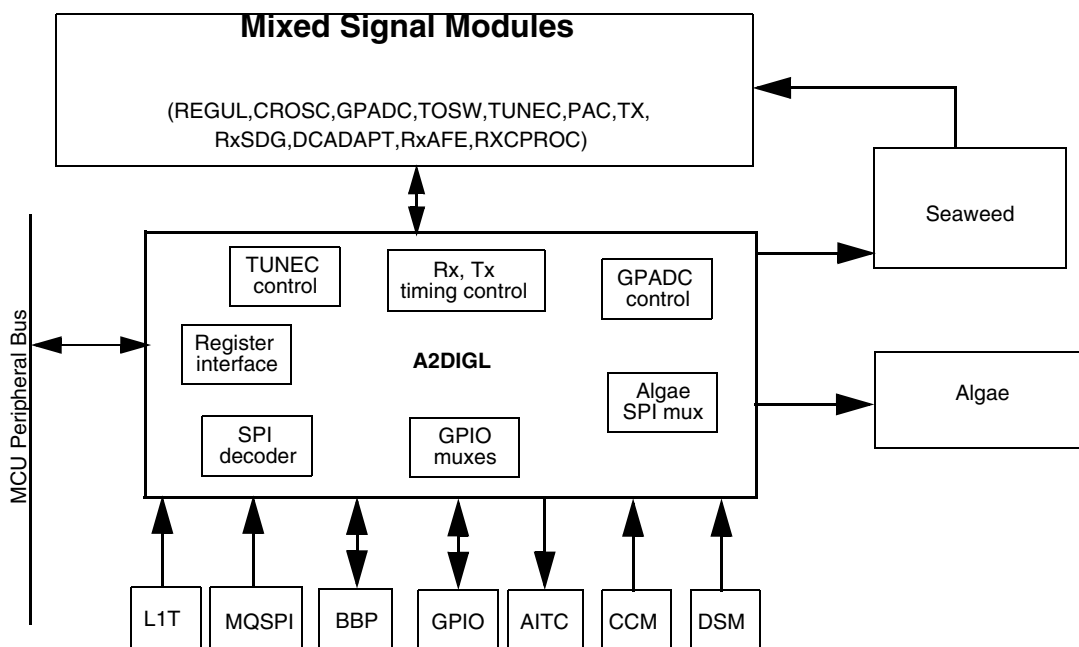 Mixed Signal Modules
(REGUL,CROSC,GPADC,TOSW,TUNEC,PAC,TX,
RxSDG,DCADAPT,RxAFE,RXCPROC)
Seaweed
TUNEC
control
Rx, Tx
timing control
GPADC
control
MCU Peripheral Bus
Register
interface
A2DIGL
Algae
SPI mux
Algae
SPI
decoder
GPIO
muxes
L1T
MQSPI
BBP
GPIO
AITC
CCM
DSM